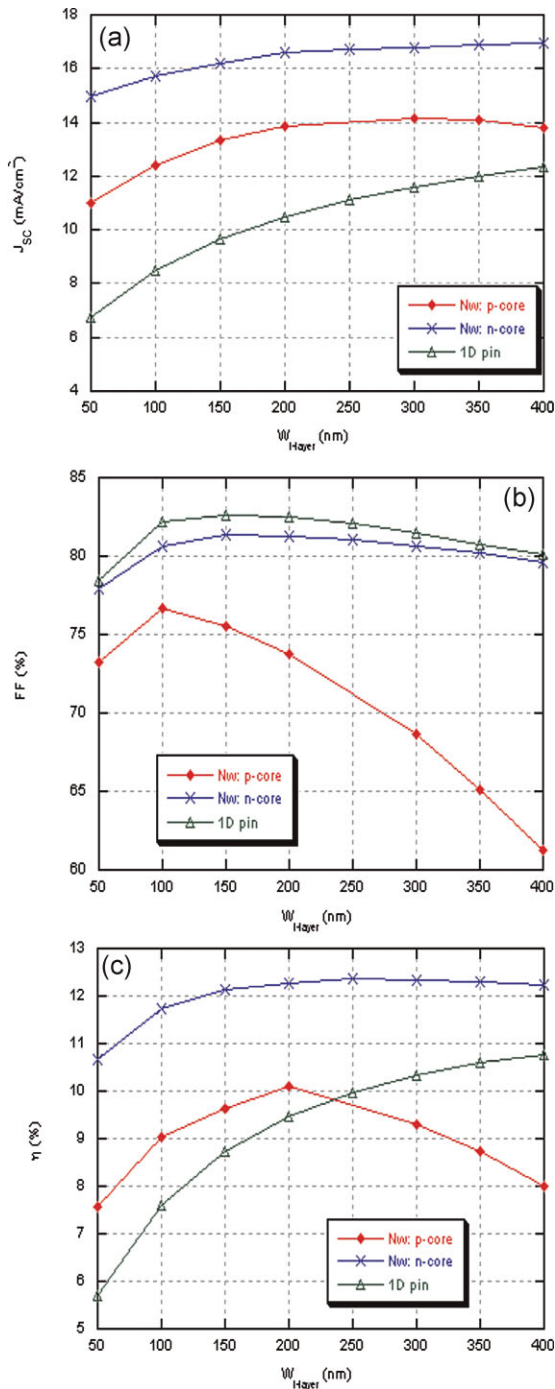 (a)
18
16
14
12
10
8
6
4
J_SC (mA/cm²)
Nw: p-core
Nw: n-core
1D pin
50 100 150 200 250 300 350 400
W_i-layer (nm)
(b)
85
80
75
70
65
60
FF (%)
Nw: p-core
Nw: n-core
1D pin
50 100 150 200 250 300 350 400
W_i-layer (nm)
(c)
13
12
11
10
9
8
7
6
5
η (%)
Nw: p-core
Nw: n-core
1D pin
50 100 150 200 250 300 350 400
W_i-layer (nm)